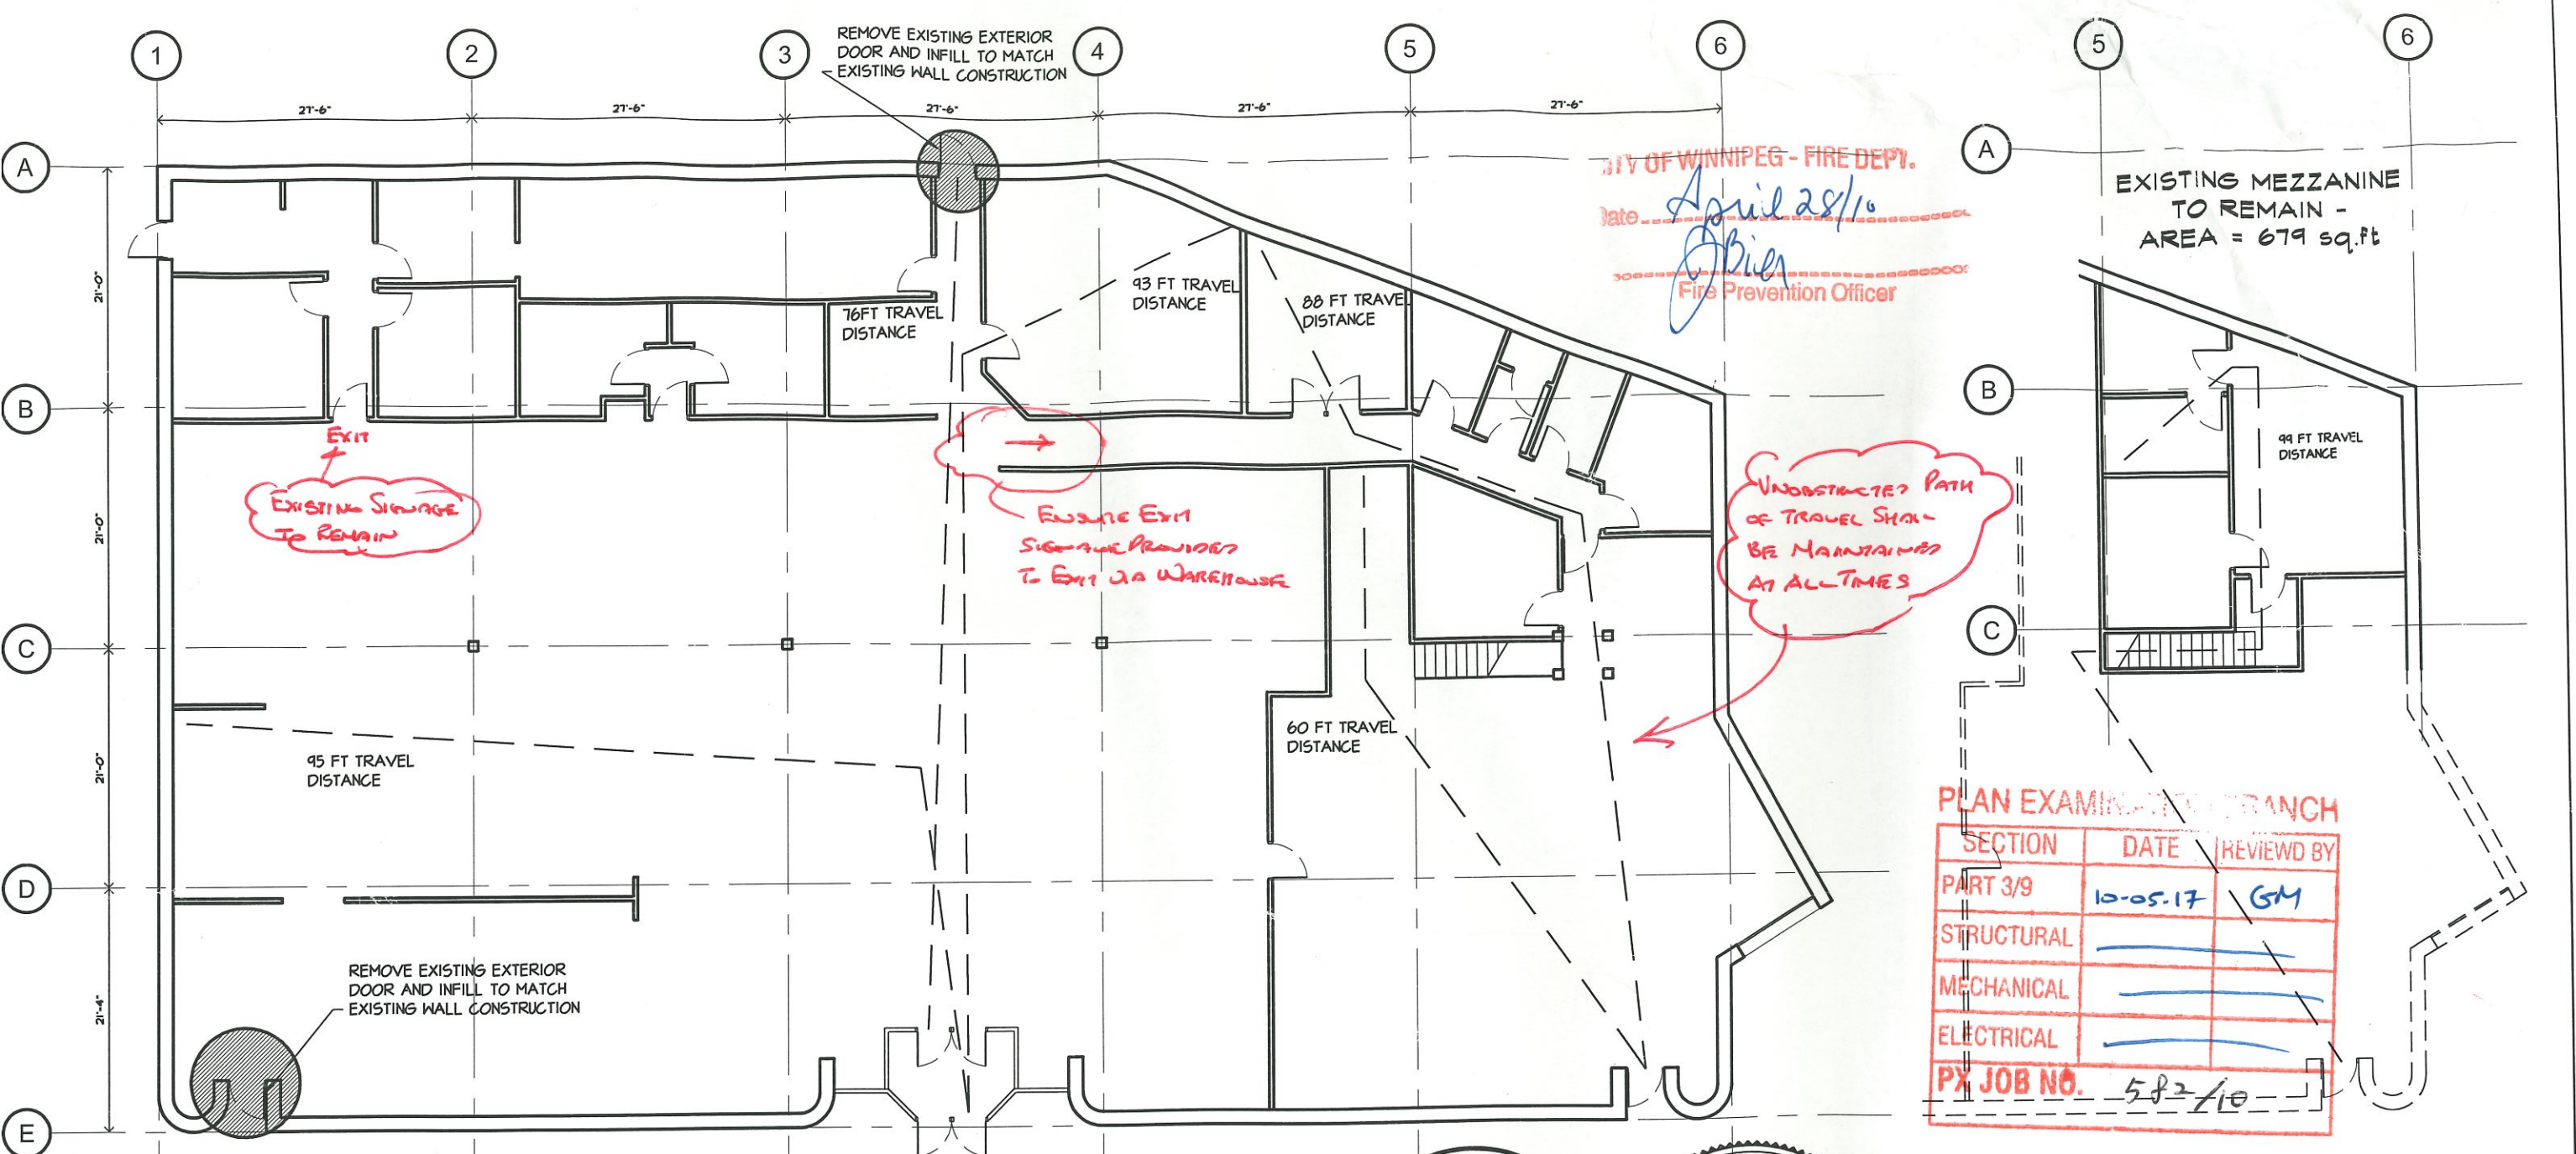 1
2
3
REMOVE EXISTING EXTERIOR
DOOR AND INFILL TO MATCH
EXISTING WALL CONSTRUCTION
4
5
6
5
6
27'-6"
27'-6"
27'-6"
27'-6"
27'-6"
A
B
C
D
E
21'-0"
21'-0"
21'-0"
21'-4"
76FT TRAVEL
DISTANCE
93 FT TRAVEL
DISTANCE
88 FT TRAVEL
DISTANCE
EXIT
EXISTING SIGNAGE
TO REMAIN
→
ENSURE EXIT
SIGNAGE PROVIDED
TO EXIT VIA WAREHOUSE
UNOBSTRUCTED PATH
OF TRAVEL SHALL
BE MAINTAINED
AT ALL TIMES
95 FT TRAVEL
DISTANCE
60 FT TRAVEL
DISTANCE
REMOVE EXISTING EXTERIOR
DOOR AND INFILL TO MATCH
EXISTING WALL CONSTRUCTION
ITY OF WINNIPEG - FIRE DEPT.
Date April 28/10
Fire Prevention Officer
A
B
C
EXISTING MEZZANINE
TO REMAIN -
AREA = 679 sq.ft
99 FT TRAVEL
DISTANCE
PLAN EXAMIN RANCH
SECTION DATE REVIEWD BY
PART 3/9 10-05-17 GM
STRUCTURAL
MECHANICAL
ELECTRICAL
PX JOB NO. 582/10